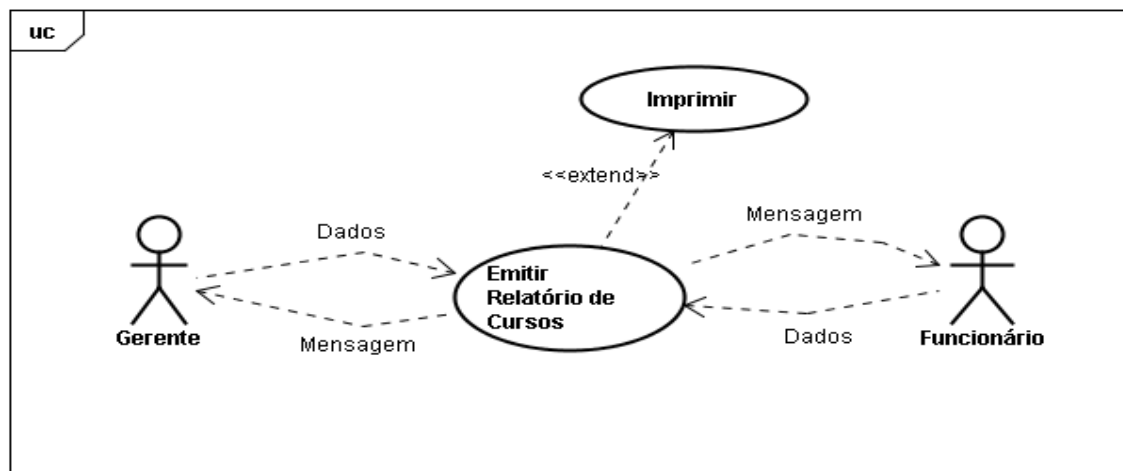 uc
Imprimir
<<extend>>
Mensagem
Dados
Emitir
Relatório de
Cursos
Gerente
Mensagem
Dados
Funcionário